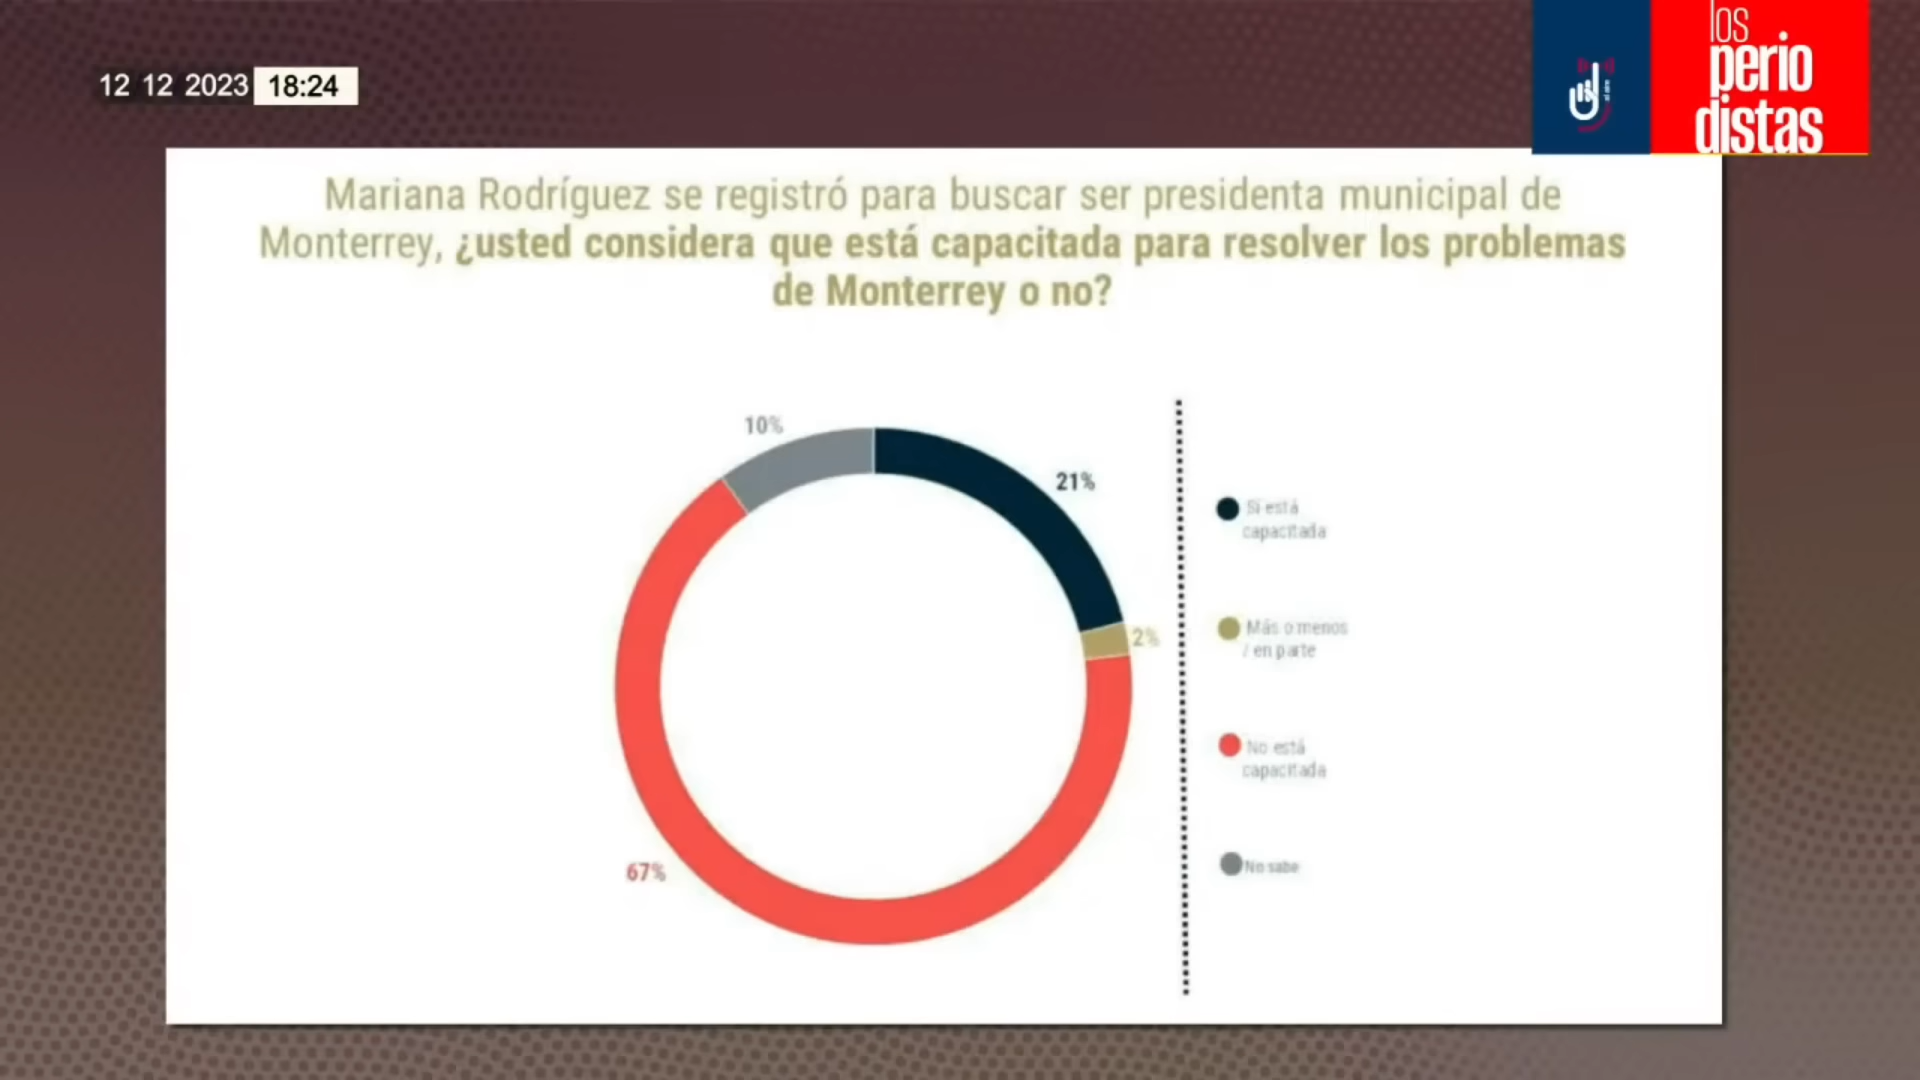 12 12 2023 18:24
los
perio
distas
Mariana Rodríguez se registró para buscar ser presidenta municipal de
Monterrey, ¿usted considera que está capacitada para resolver los problemas
de Monterrey o no?
10%
21%
2%
67%
Sí está
capacitada
Más o menos
/ en parte
No está
capacitada
No sabe